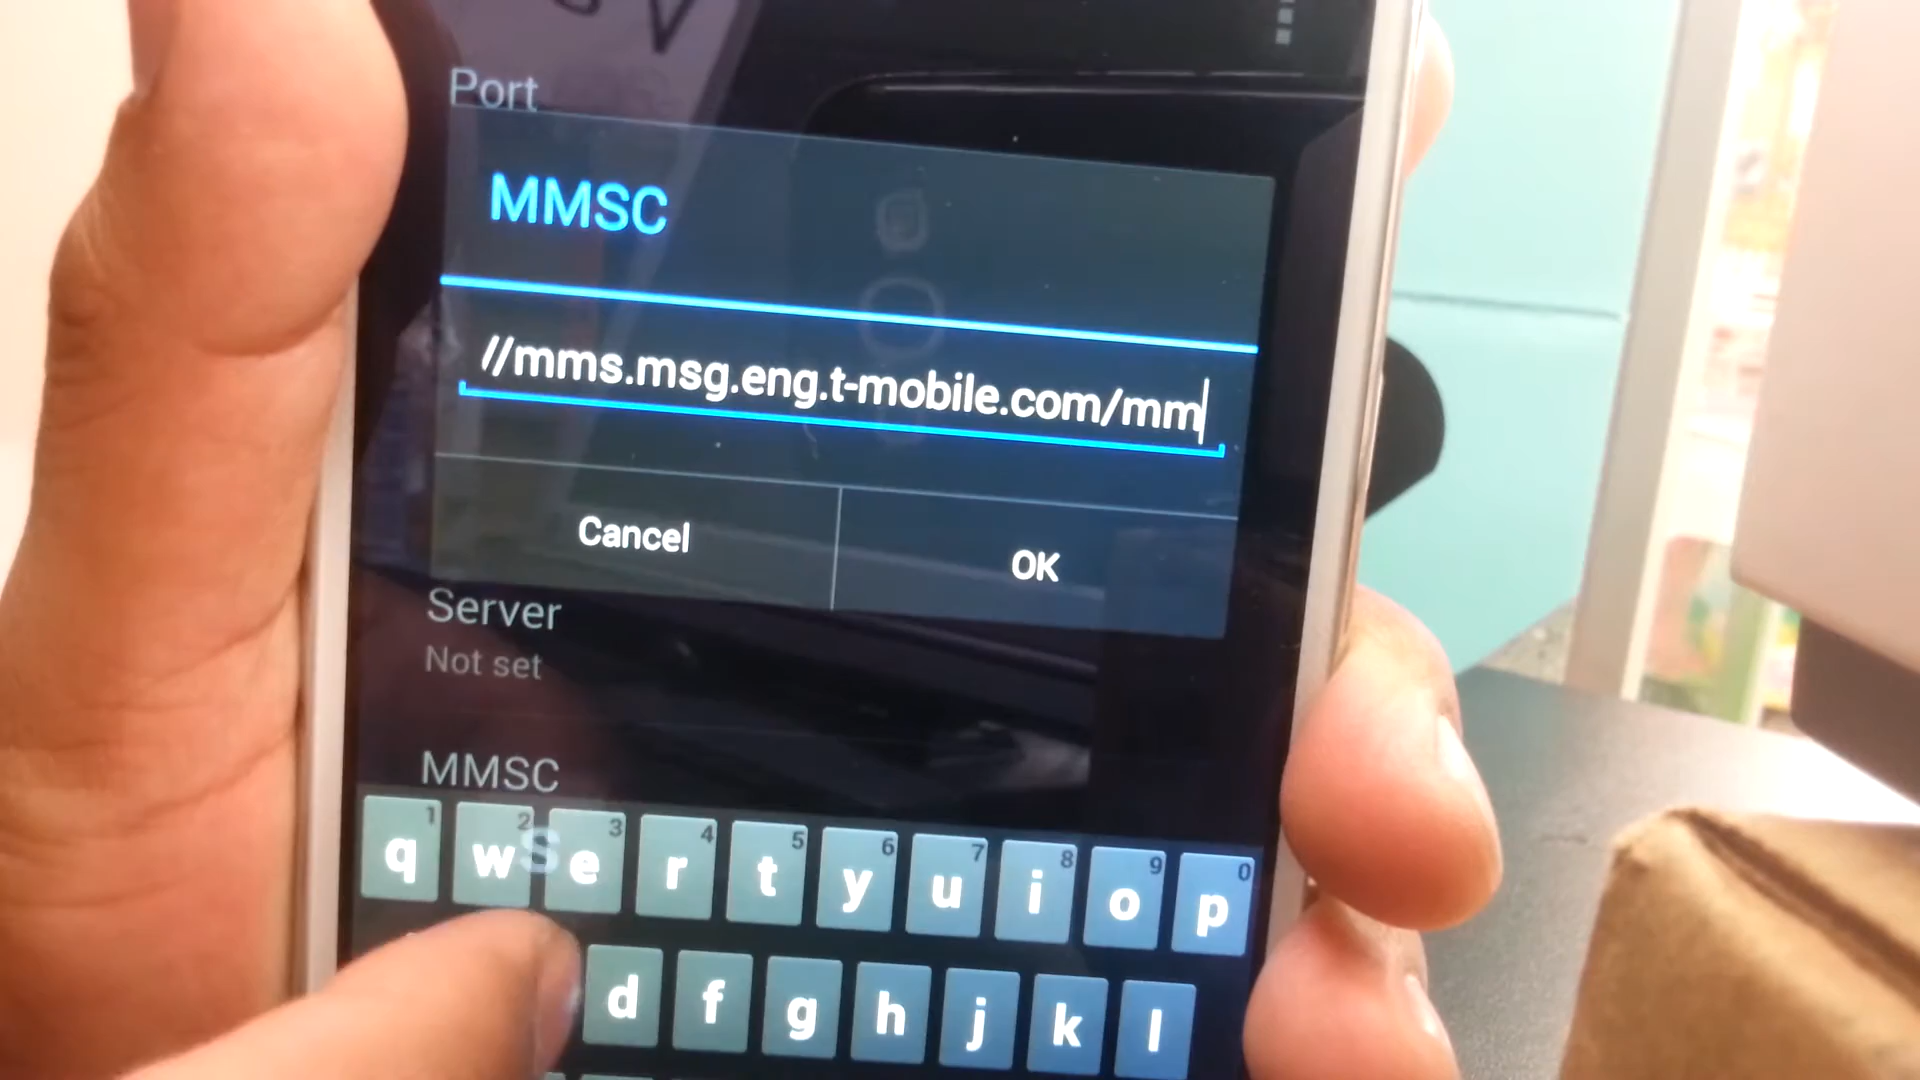 Port
MMSC
//mms.msg.eng.t-mobile.com/mm
Cancel
OK
Server
Not set
MMSC
1 2 3 4 5 6 7 8 9 0
q w s e r t y u i o p
d f g h j k l